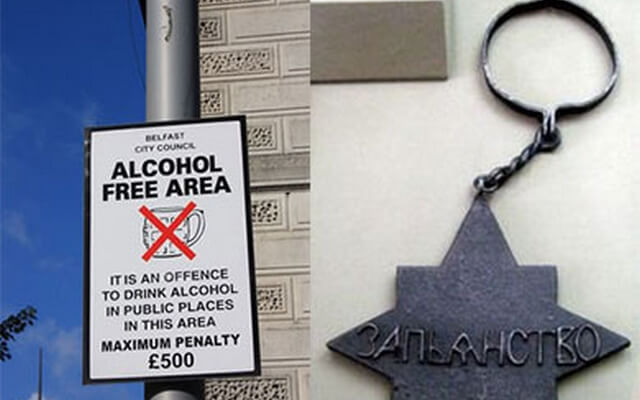 BELFAST
CITY COUNCIL
ALCOHOL
FREE AREA
IT IS AN OFFENCE
TO DRINK ALCOHOL
IN PUBLIC PLACES
IN THIS AREA
MAXIMUM PENALTY
£500
ЗАПЬЯНСТВО